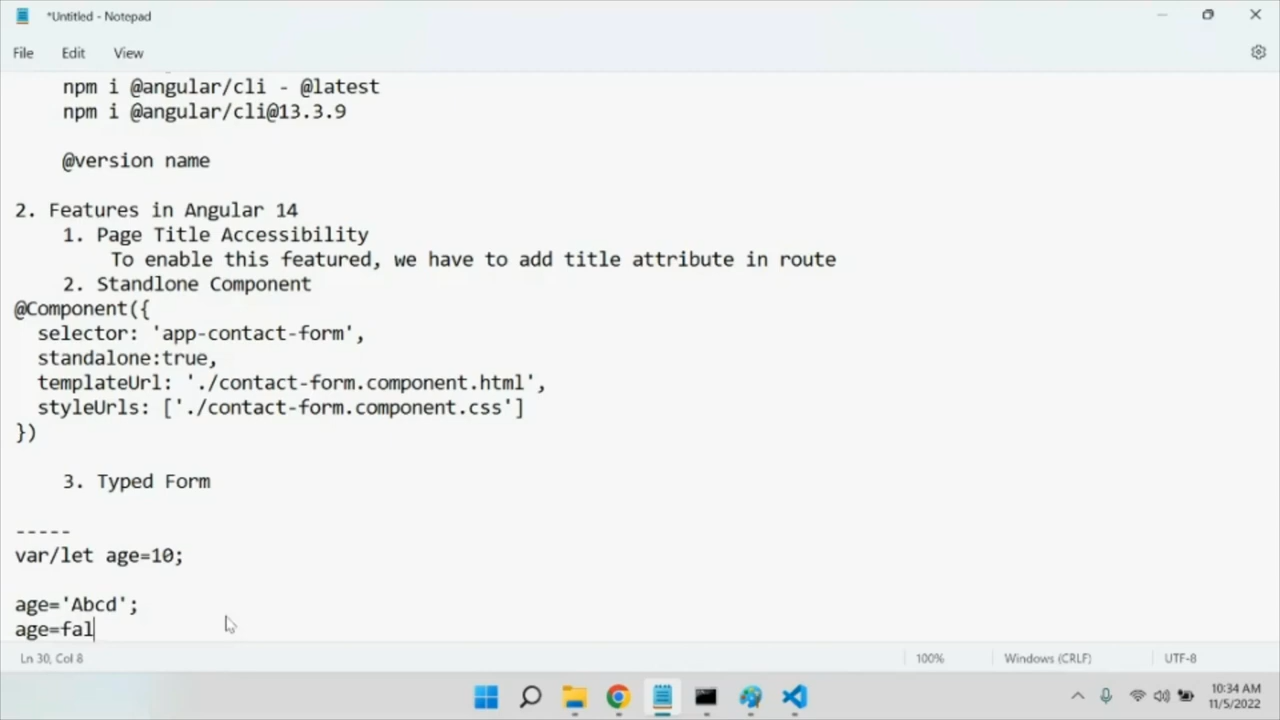 *Untitled - Notepad
File Edit View
npm i @angular/cli - @latest
npm i @angular/cli@13.3.9
@version name
2. Features in Angular 14
1. Page Title Accessibility
To enable this featured, we have to add title attribute in route
2. Standlone Component
@Component({
selector: 'app-contact-form',
standalone:true,
templateUrl: './contact-form.component.html',
styleUrls: ['./contact-form.component.css']
})
3. Typed Form
-----
var/let age=10;
age='Abcd';
age=fal
Ln 30, Col 8 100% Windows (CRLF) UTF-8
10:34 AM
11/5/2022